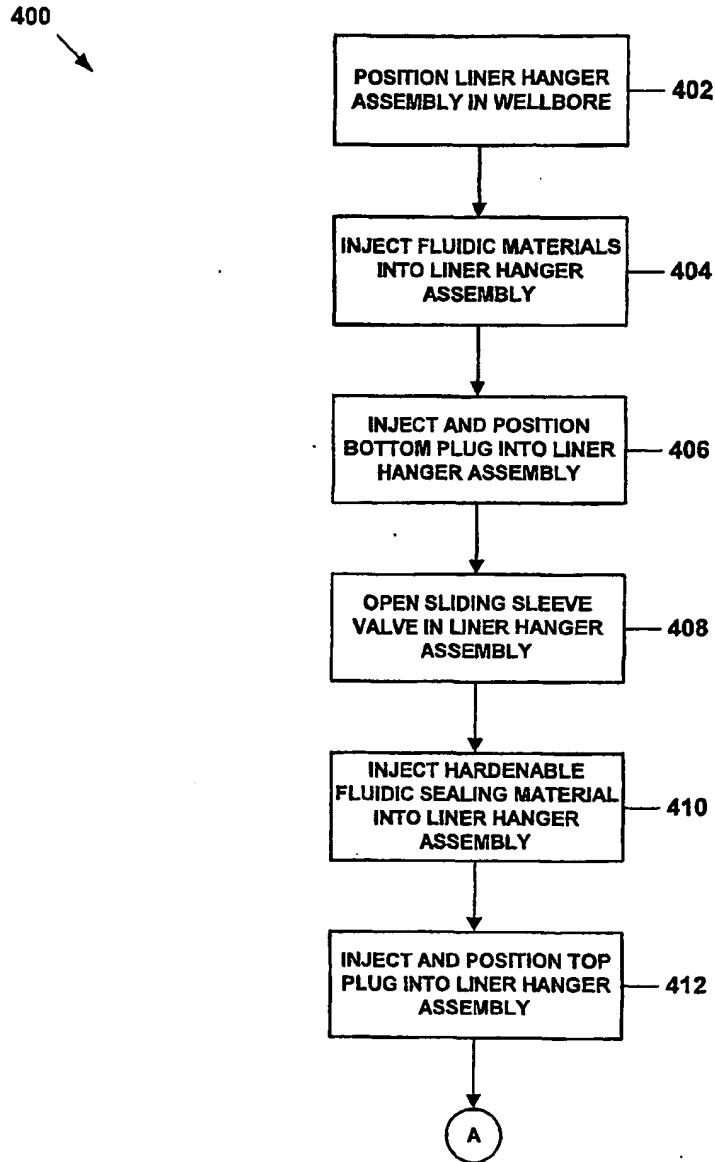 400
POSITION LINER HANGER
ASSEMBLY IN WELLBORE
402
INJECT FLUIDIC MATERIALS
INTO LINER HANGER
ASSEMBLY
404
INJECT AND POSITION
BOTTOM PLUG INTO LINER
HANGER ASSEMBLY
406
OPEN SLIDING SLEEVE
VALVE IN LINER HANGER
ASSEMBLY
408
INJECT HARDENABLE
FLUIDIC SEALING MATERIAL
INTO LINER HANGER
ASSEMBLY
410
INJECT AND POSITION TOP
PLUG INTO LINER HANGER
ASSEMBLY
412
A